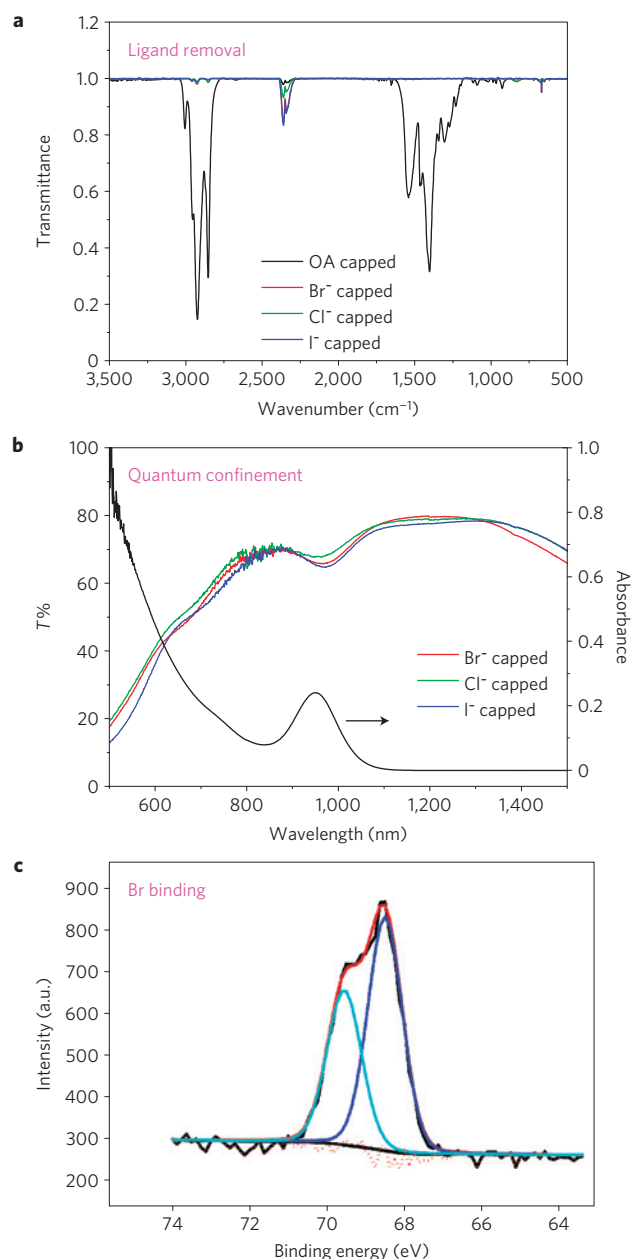 a
Ligand removal
1.2
1.0
0.8
0.6
0.4
0.2
0
Transmittance
OA capped
Br⁻ capped
Cl⁻ capped
I⁻ capped
3,500 3,000 2,500 2,000 1,500 1,000 500
Wavenumber (cm⁻¹)
b
Quantum confinement
100
80
60
40
20
0
T%
1.0
0.8
0.6
0.4
0.2
0
Absorbance
Br⁻ capped
Cl⁻ capped
I⁻ capped
600 800 1,000 1,200 1,400
Wavelength (nm)
c
Br binding
900
800
700
600
500
400
300
200
Intensity (a.u.)
74 72 70 68 66 64
Binding energy (eV)